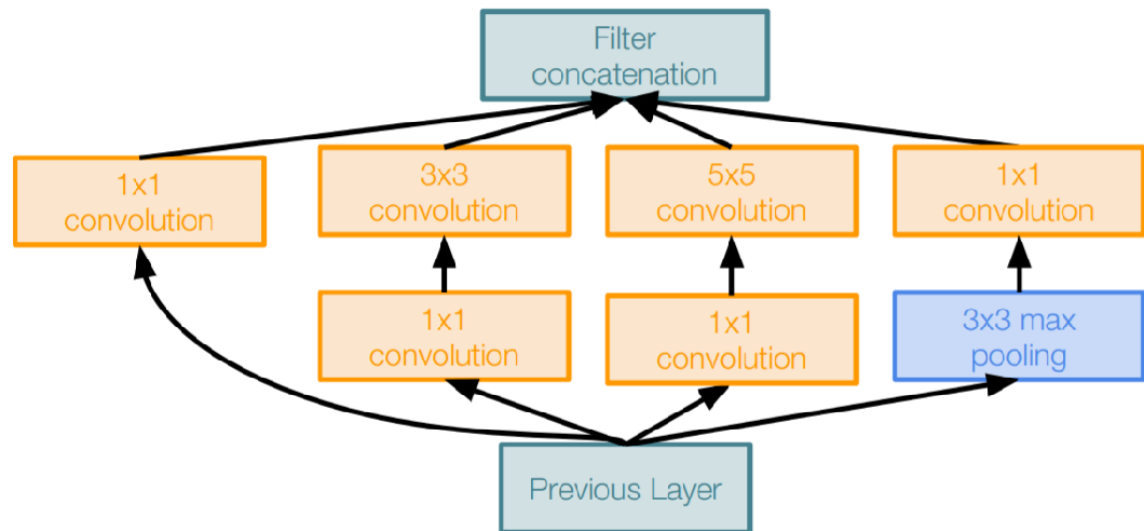 Filter
concatenation
1x1
convolution
3x3
convolution
5x5
convolution
1x1
convolution
1x1
convolution
1x1
convolution
3x3 max
pooling
Previous Layer